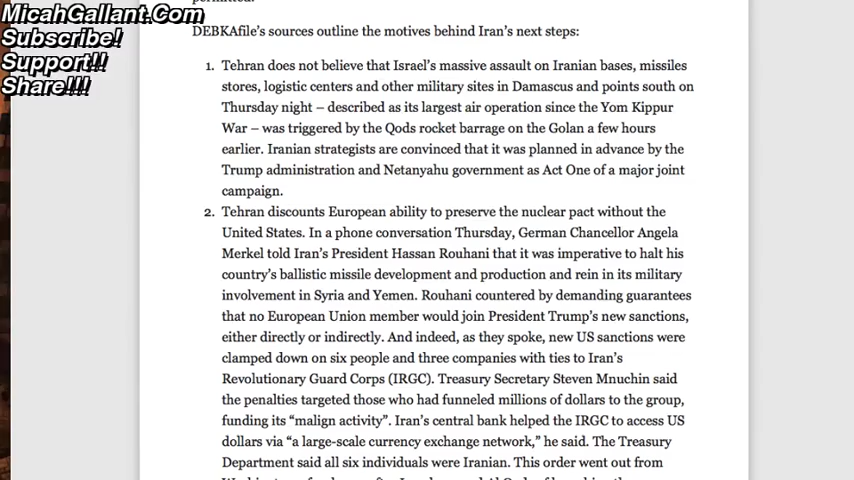 MicahGallant.Com
Subscribe!
Support!!
Share!!!
permitted.
DEBKAfile’s sources outline the motives behind Iran’s next steps:
1. Tehran does not believe that Israel’s massive assault on Iranian bases, missiles
stores, logistic centers and other military sites in Damascus and points south on
Thursday night – described as its largest air operation since the Yom Kippur
War – was triggered by the Qods rocket barrage on the Golan a few hours
earlier. Iranian strategists are convinced that it was planned in advance by the
Trump administration and Netanyahu government as Act One of a major joint
campaign.
2. Tehran discounts European ability to preserve the nuclear pact without the
United States. In a phone conversation Thursday, German Chancellor Angela
Merkel told Iran’s President Hassan Rouhani that it was imperative to halt his
country’s ballistic missile development and production and rein in its military
involvement in Syria and Yemen. Rouhani countered by demanding guarantees
that no European Union member would join President Trump’s new sanctions,
either directly or indirectly. And indeed, as they spoke, new US sanctions were
clamped down on six people and three companies with ties to Iran’s
Revolutionary Guard Corps (IRGC). Treasury Secretary Steven Mnuchin said
the penalties targeted those who had funneled millions of dollars to the group,
funding its “malign activity”. Iran’s central bank helped the IRGC to access US
dollars via “a large-scale currency exchange network,” he said. The Treasury
Department said all six individuals were Iranian. This order went out from